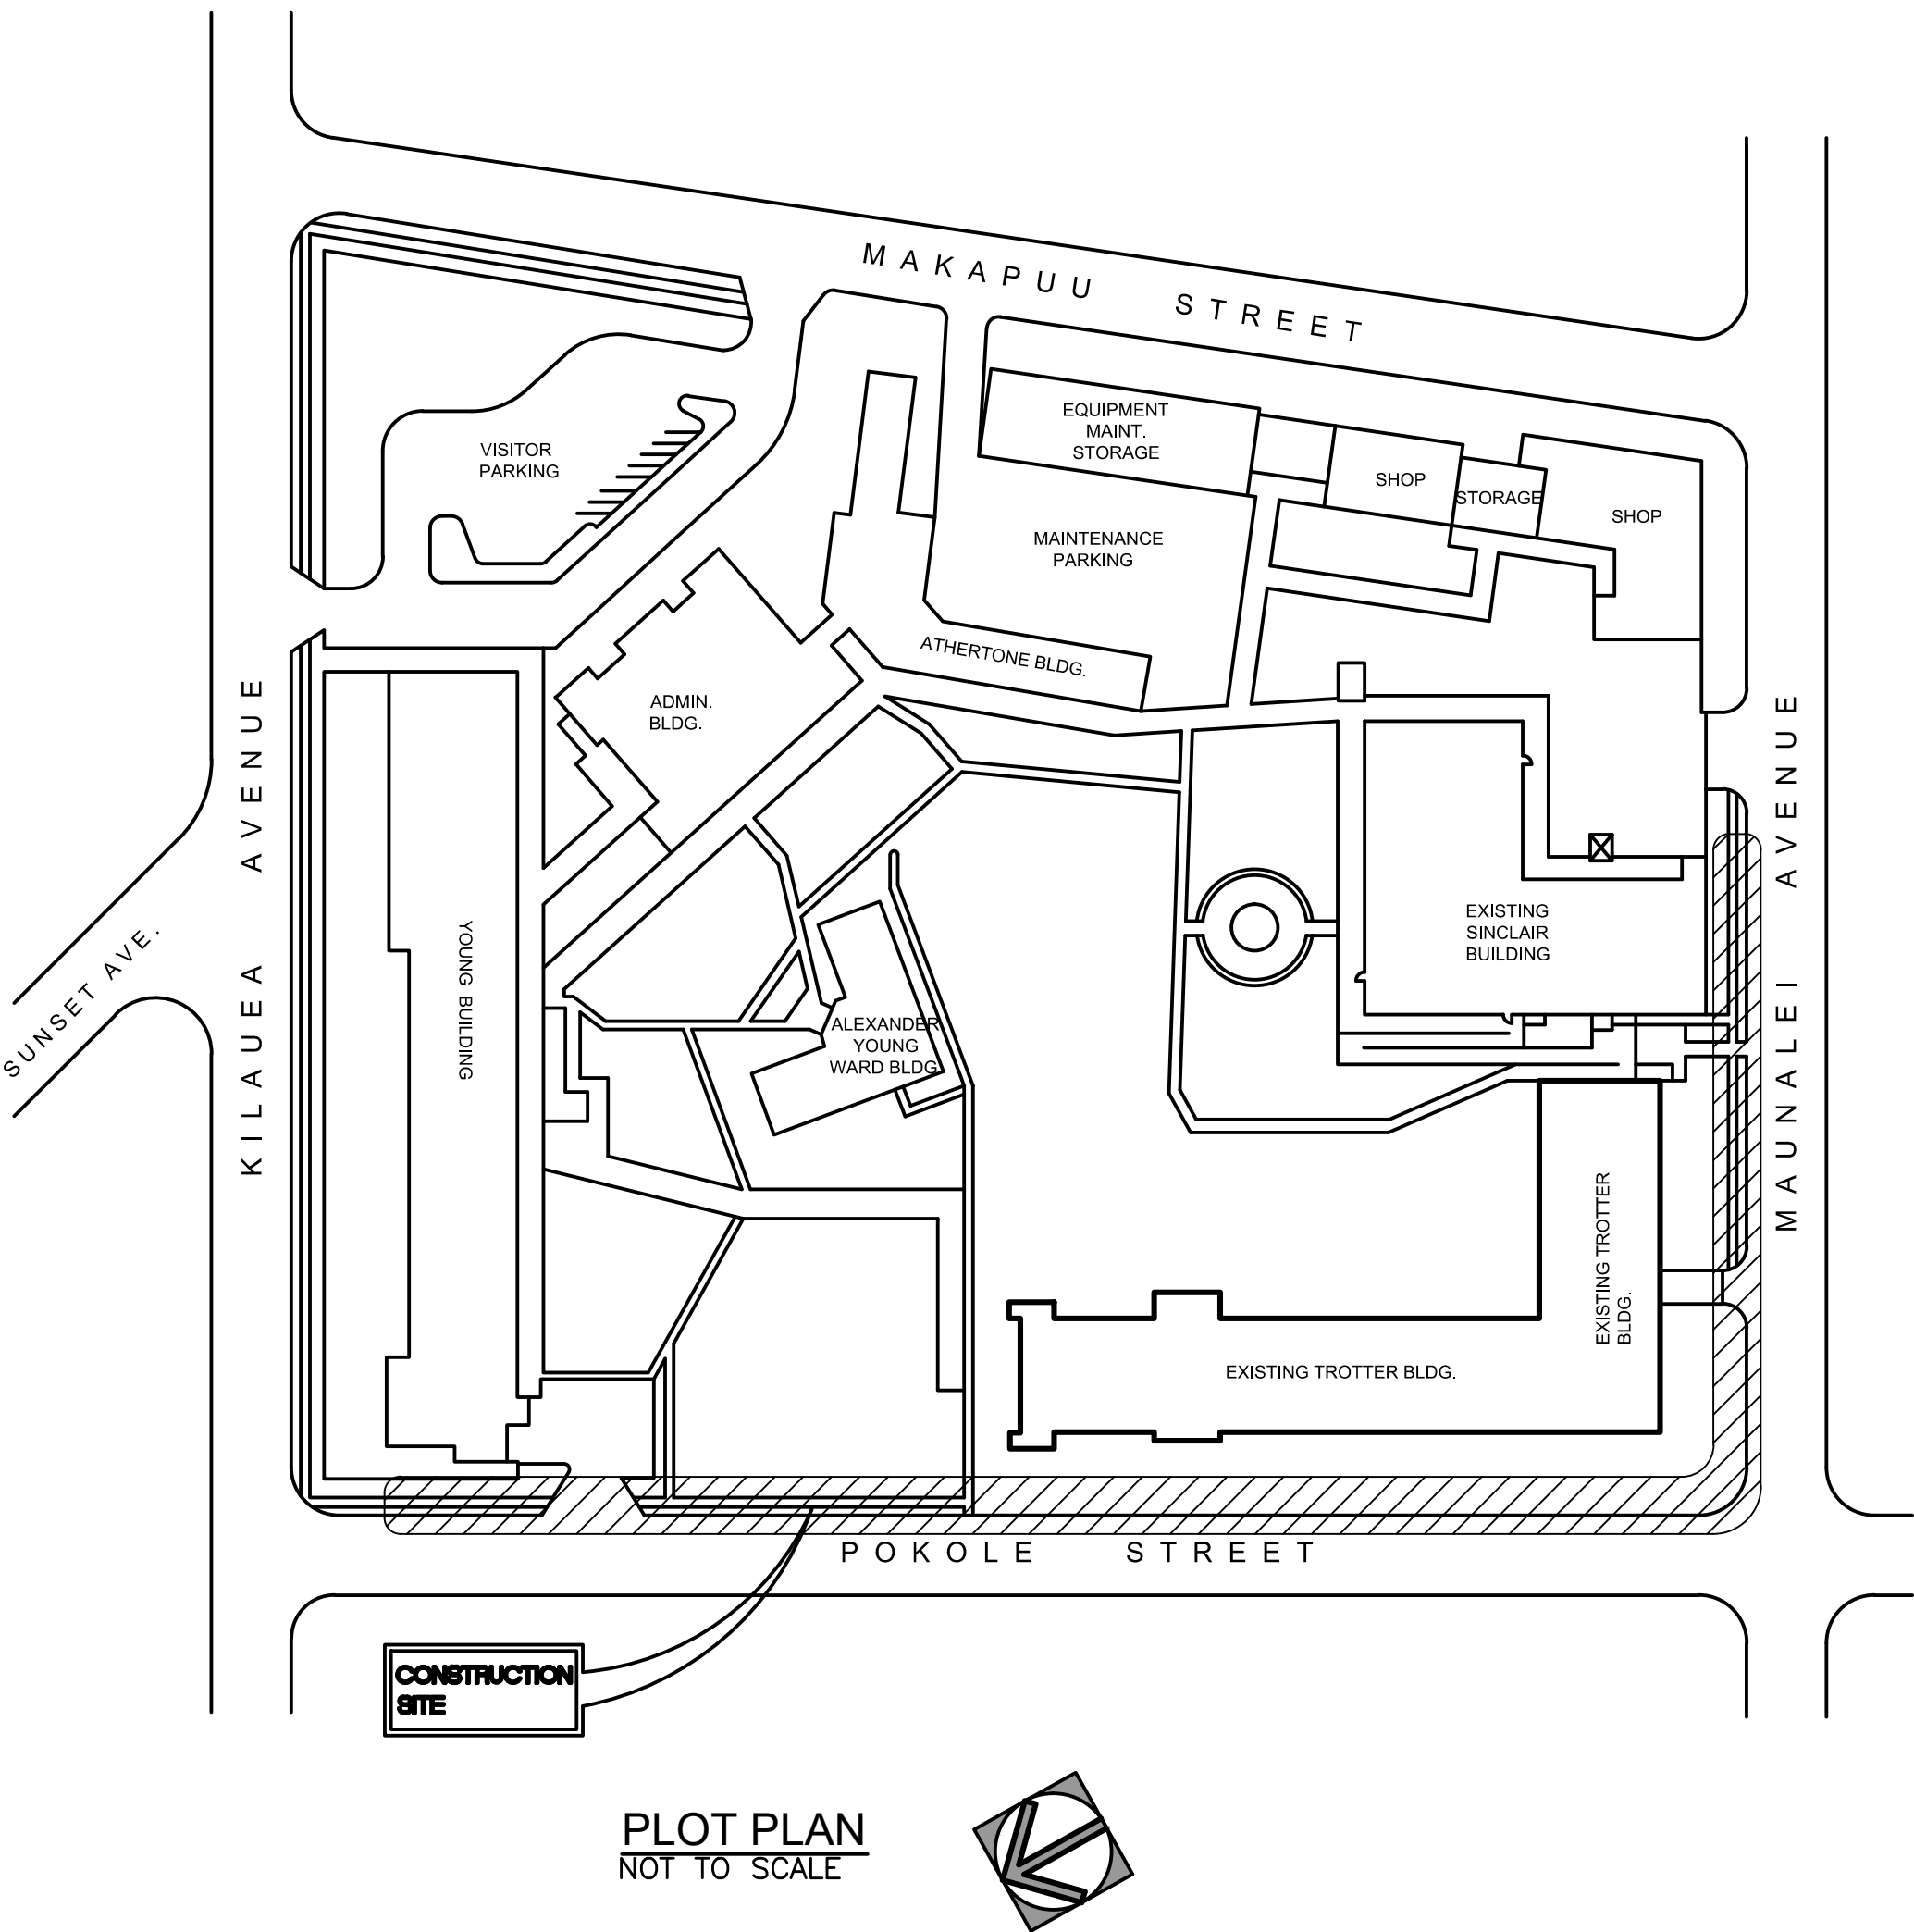 MAKAPUU STREET
EQUIPMENT
MAINT.
STORAGE
VISITOR
PARKING
SHOP
STORAGE
SHOP
MAINTENANCE
PARKING
ATHERTONE BLDG.
ADMIN.
BLDG.
KILAUEA AVENUE
MAUNALEI AVENUE
SUNSET AVE.
YOUNG BUILDING
EXISTING
SINCLAIR
BUILDING
ALEXANDER
YOUNG
WARD BLDG.
EXISTING TROTTER
BLDG.
EXISTING TROTTER BLDG.
POKOLE STREET
CONSTRUCTION
SITE
PLOT PLAN
NOT TO SCALE